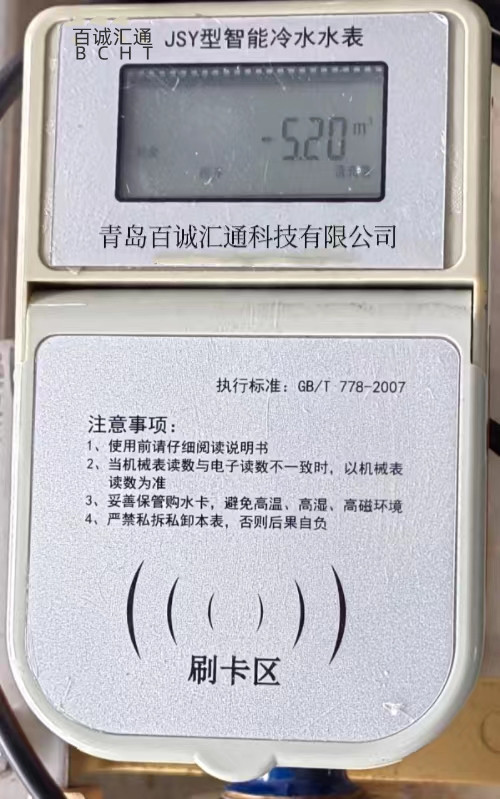 百诚汇通
BCHT
JSY型智能冷水水表
-5.20 m³
请充值
青岛百诚汇通科技有限公司
执行标准：GB/T 778-2007
注意事项：
1、使用前请仔细阅读说明书
2、当机械表读数与电子读数不一致时，以机械表
读数为准
3、妥善保管购水卡，避免高温、高湿、高磁环境
4、严禁私拆私卸本表，否则后果自负
刷卡区